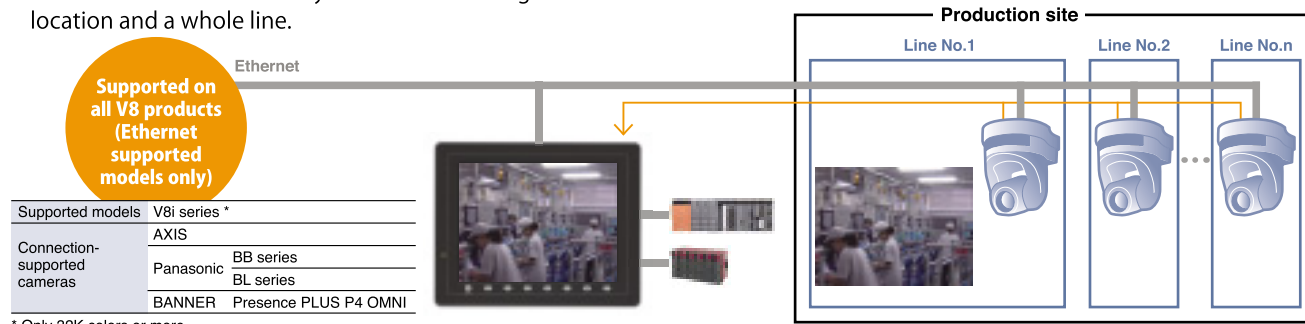 location and a whole line.
Production site
Line No.1
Line No.2
Line No.n
Ethernet
Supported on
all V8 products
(Ethernet
supported
models only)
Supported models V8i series *
Connection-
supported
cameras
AXIS
Panasonic
BB series
BL series
BANNER Presence PLUS P4 OMNI